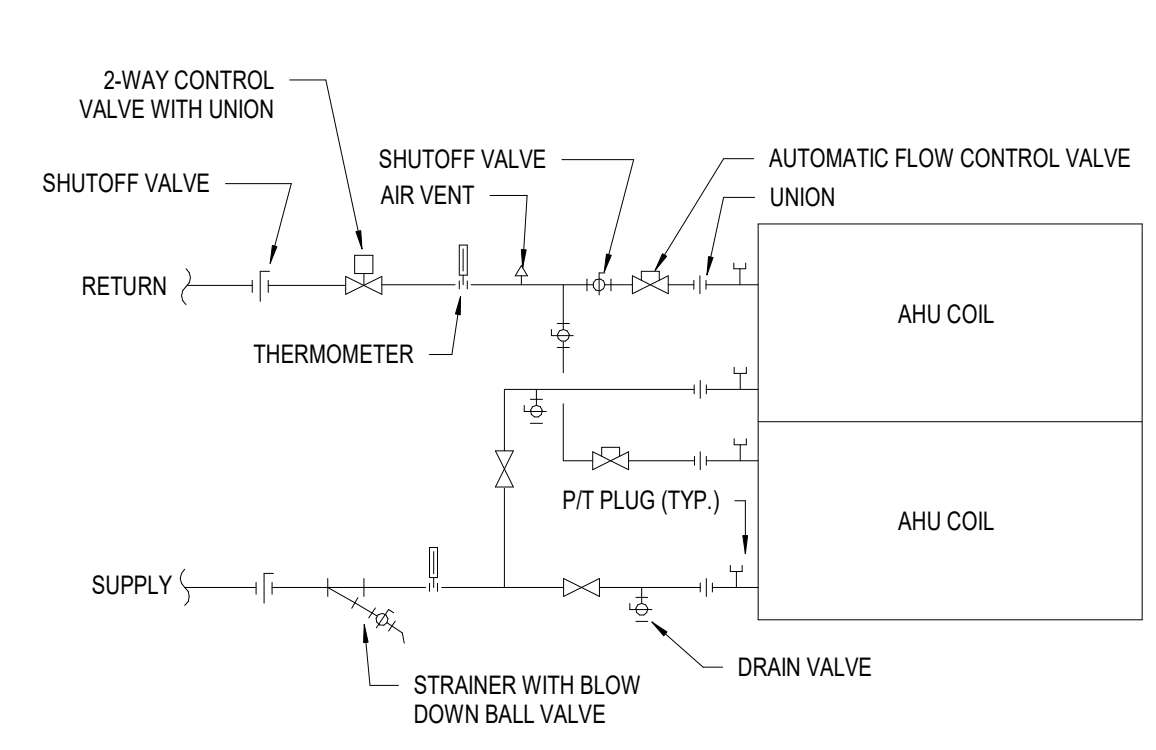 2-WAY CONTROL
VALVE WITH UNION
SHUTOFF VALVE
SHUTOFF VALVE
AIR VENT
AUTOMATIC FLOW CONTROL VALVE
UNION
RETURN
THERMOMETER
AHU COIL
P/T PLUG (TYP.)
AHU COIL
SUPPLY
DRAIN VALVE
STRAINER WITH BLOW
DOWN BALL VALVE